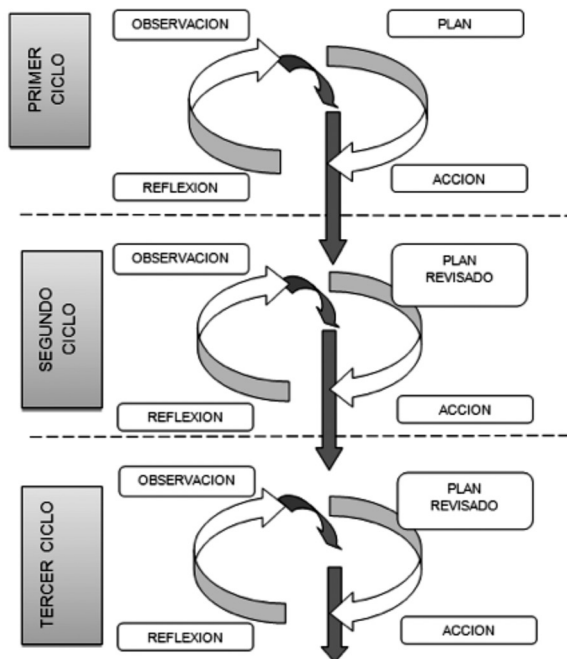 OBSERVACION
PLAN
PRIMER
CICLO
REFLEXION
ACCION
OBSERVACION
PLAN
REVISADO
SEGUNDO
CICLO
REFLEXION
ACCION
OBSERVACION
PLAN
REVISADO
TERCER CICLO
REFLEXION
ACCION